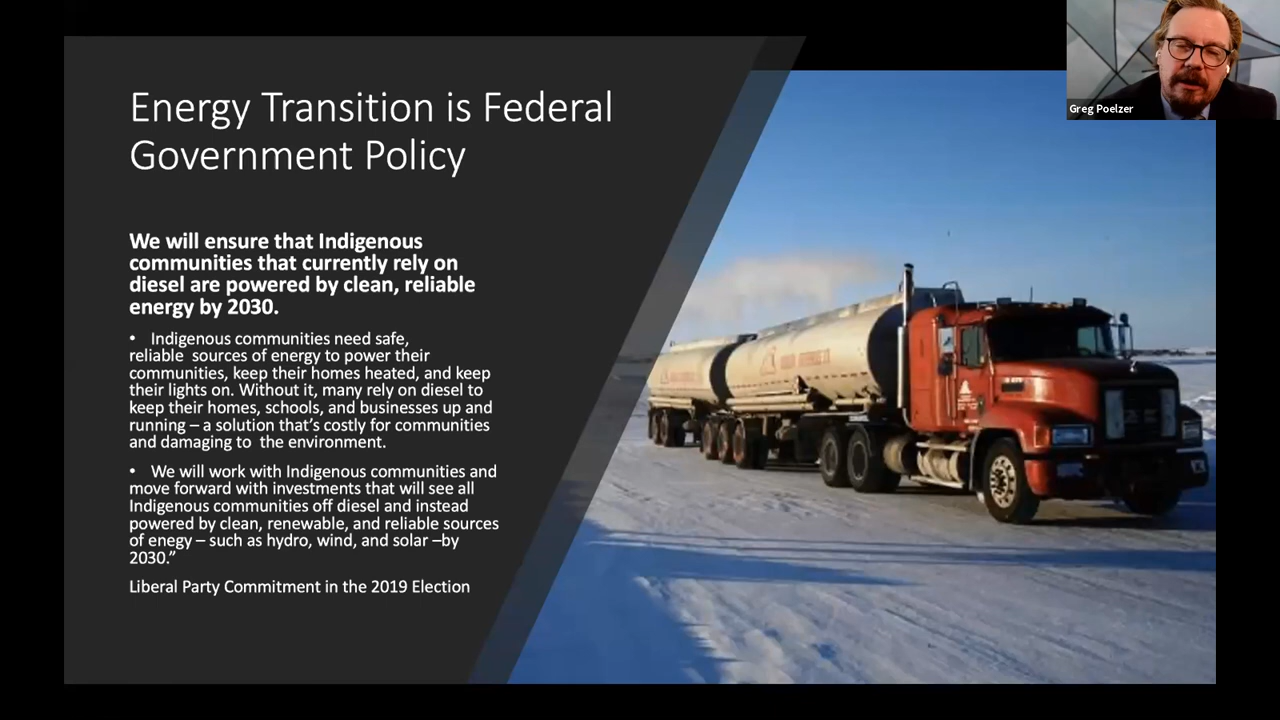 Greg Poelzer
Energy Transition is Federal
Government Policy
We will ensure that Indigenous
communities that currently rely on
diesel are powered by clean, reliable
energy by 2030.
• Indigenous communities need safe,
reliable sources of energy to power their
communities, keep their homes heated, and keep
their lights on. Without it, many rely on diesel to
keep their homes, schools, and businesses up and
running – a solution that's costly for communities
and damaging to the environment.
• We will work with Indigenous communities and
move forward with investments that will see all
Indigenous communities off diesel and instead
powered by clean, renewable, and reliable sources
of enegy – such as hydro, wind, and solar –by
2030.”
Liberal Party Commitment in the 2019 Election